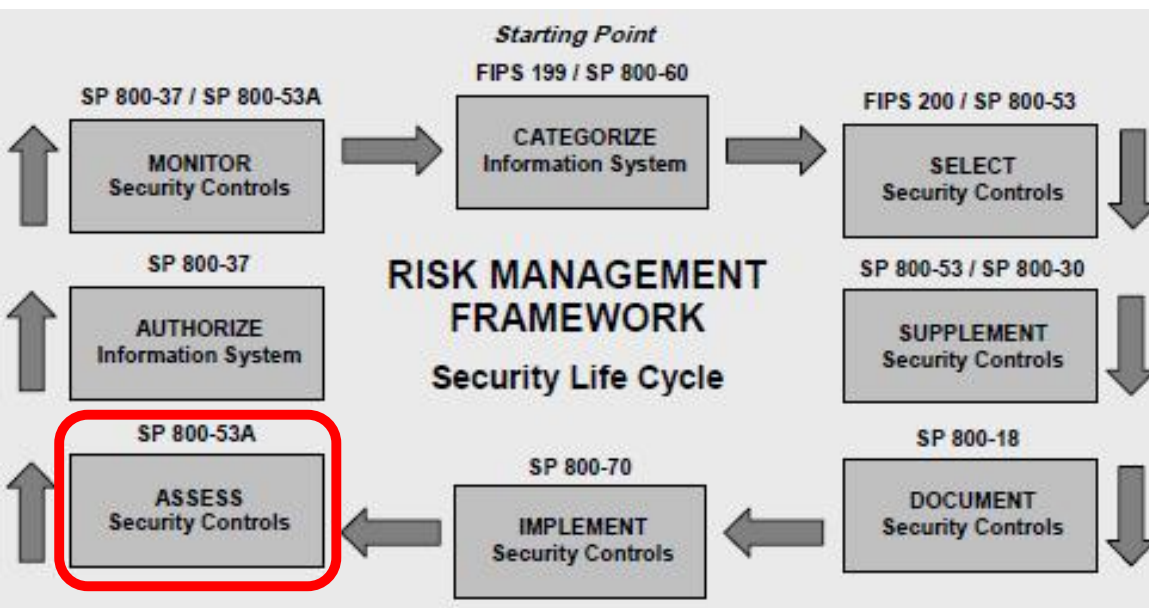 Starting Point
FIPS 199 / SP 800-60
CATEGORIZE
Information System
FIPS 200 / SP 800-53
SELECT
Security Controls
SP 800-53 / SP 800-30
SUPPLEMENT
Security Controls
SP 800-18
DOCUMENT
Security Controls
SP 800-70
IMPLEMENT
Security Controls
SP 800-53A
ASSESS
Security Controls
SP 800-37
AUTHORIZE
Information System
SP 800-37 / SP 800-53A
MONITOR
Security Controls
RISK MANAGEMENT
FRAMEWORK
Security Life Cycle